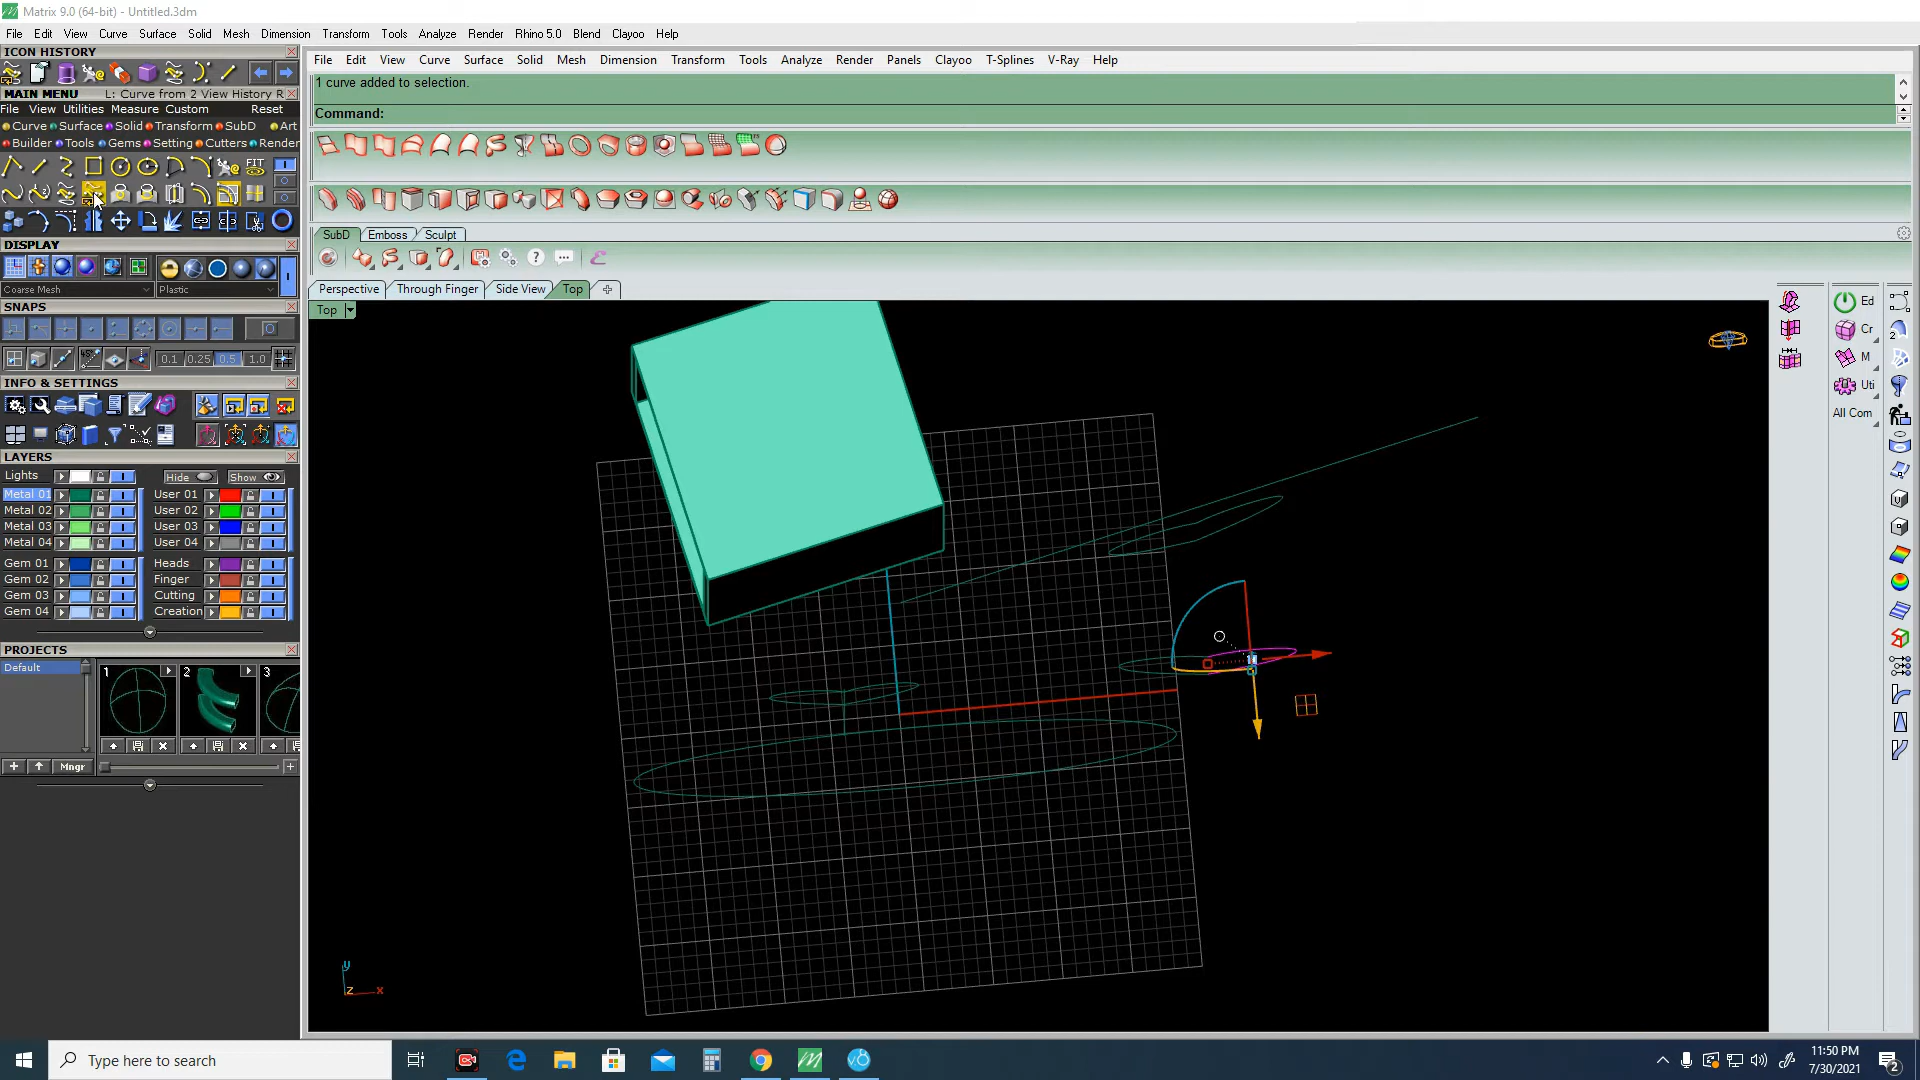 Matrix 9.0 (64-bit) - Untitled.3dm
File Edit View Curve Surface Solid Mesh Dimension Transform Tools Analyze Render Rhino 5.0 Blend Clayoo Help
ICON HISTORY
MAIN MENU L: Curve from 2 View History R
File View Utilities Measure Custom Reset
Curve Surface Solid Transform SubD Art
Builder Tools Gems Setting Cutters Render
FIT
DISPLAY
Coarse Mesh Plastic
SNAPS
0.1 0.25 0.5 1.0
INFO & SETTINGS
LAYERS
Lights Hide Show
Metal 01 User 01
Metal 02 User 02
Metal 03 User 03
Metal 04 User 04
Gem 01 Heads
Gem 02 Finger
Gem 03 Cutting
Gem 04 Creation
PROJECTS
Default
1 2 3
Mngr
File Edit View Curve Surface Solid Mesh Dimension Transform Tools Analyze Render Panels Clayoo T-Splines V-Ray Help
1 curve added to selection.
Command:
SubD Emboss Sculpt
Perspective Through Finger Side View Top
Top
Ed
Cr
M
Uti
All Com
y
z x
Type here to search
11:50 PM
7/30/2021
2